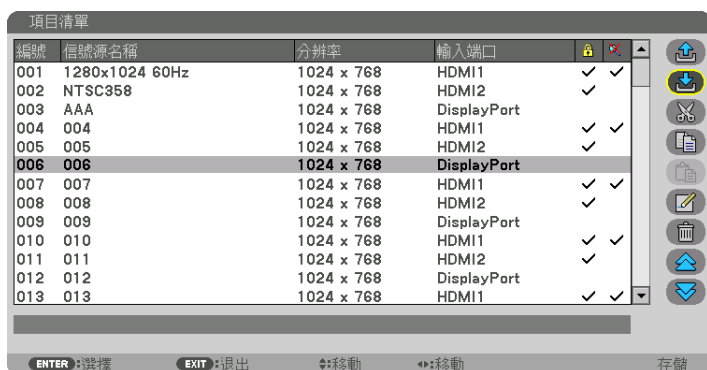 項目清單
編號 信號源名稱 分辨率 輸入端口
001 1280x1024 60Hz 1024 x 768 HDMI1 ✓ ✓
002 NTSC358 1024 x 768 HDMI2 ✓
003 AAA 1024 x 768 DisplayPort
004 004 1024 x 768 HDMI1 ✓ ✓
005 005 1024 x 768 HDMI2 ✓
006 006 1024 x 768 DisplayPort
007 007 1024 x 768 HDMI1 ✓ ✓
008 008 1024 x 768 HDMI2 ✓
009 009 1024 x 768 DisplayPort
010 010 1024 x 768 HDMI1 ✓ ✓
011 011 1024 x 768 HDMI2 ✓
012 012 1024 x 768 DisplayPort
013 013 1024 x 768 HDMI1 ✓ ✓
ENTER :選擇 EXIT :退出 :移動 :移動 存儲